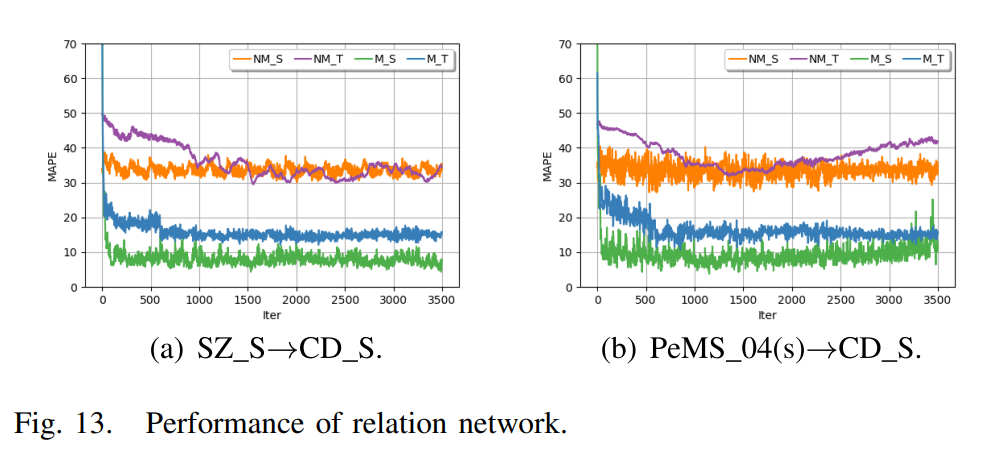 NM_S NM_T M_S M_T
70
60
50
40
30
20
10
0
MAPE
0 500 1000 1500 2000 2500 3000 3500
Iter
(a) SZ_S→CD_S.
NM_S NM_T M_S M_T
70
60
50
40
30
20
10
0
MAPE
0 500 1000 1500 2000 2500 3000 3500
Iter
(b) PeMS_04(s)→CD_S.
Fig. 13. Performance of relation network.